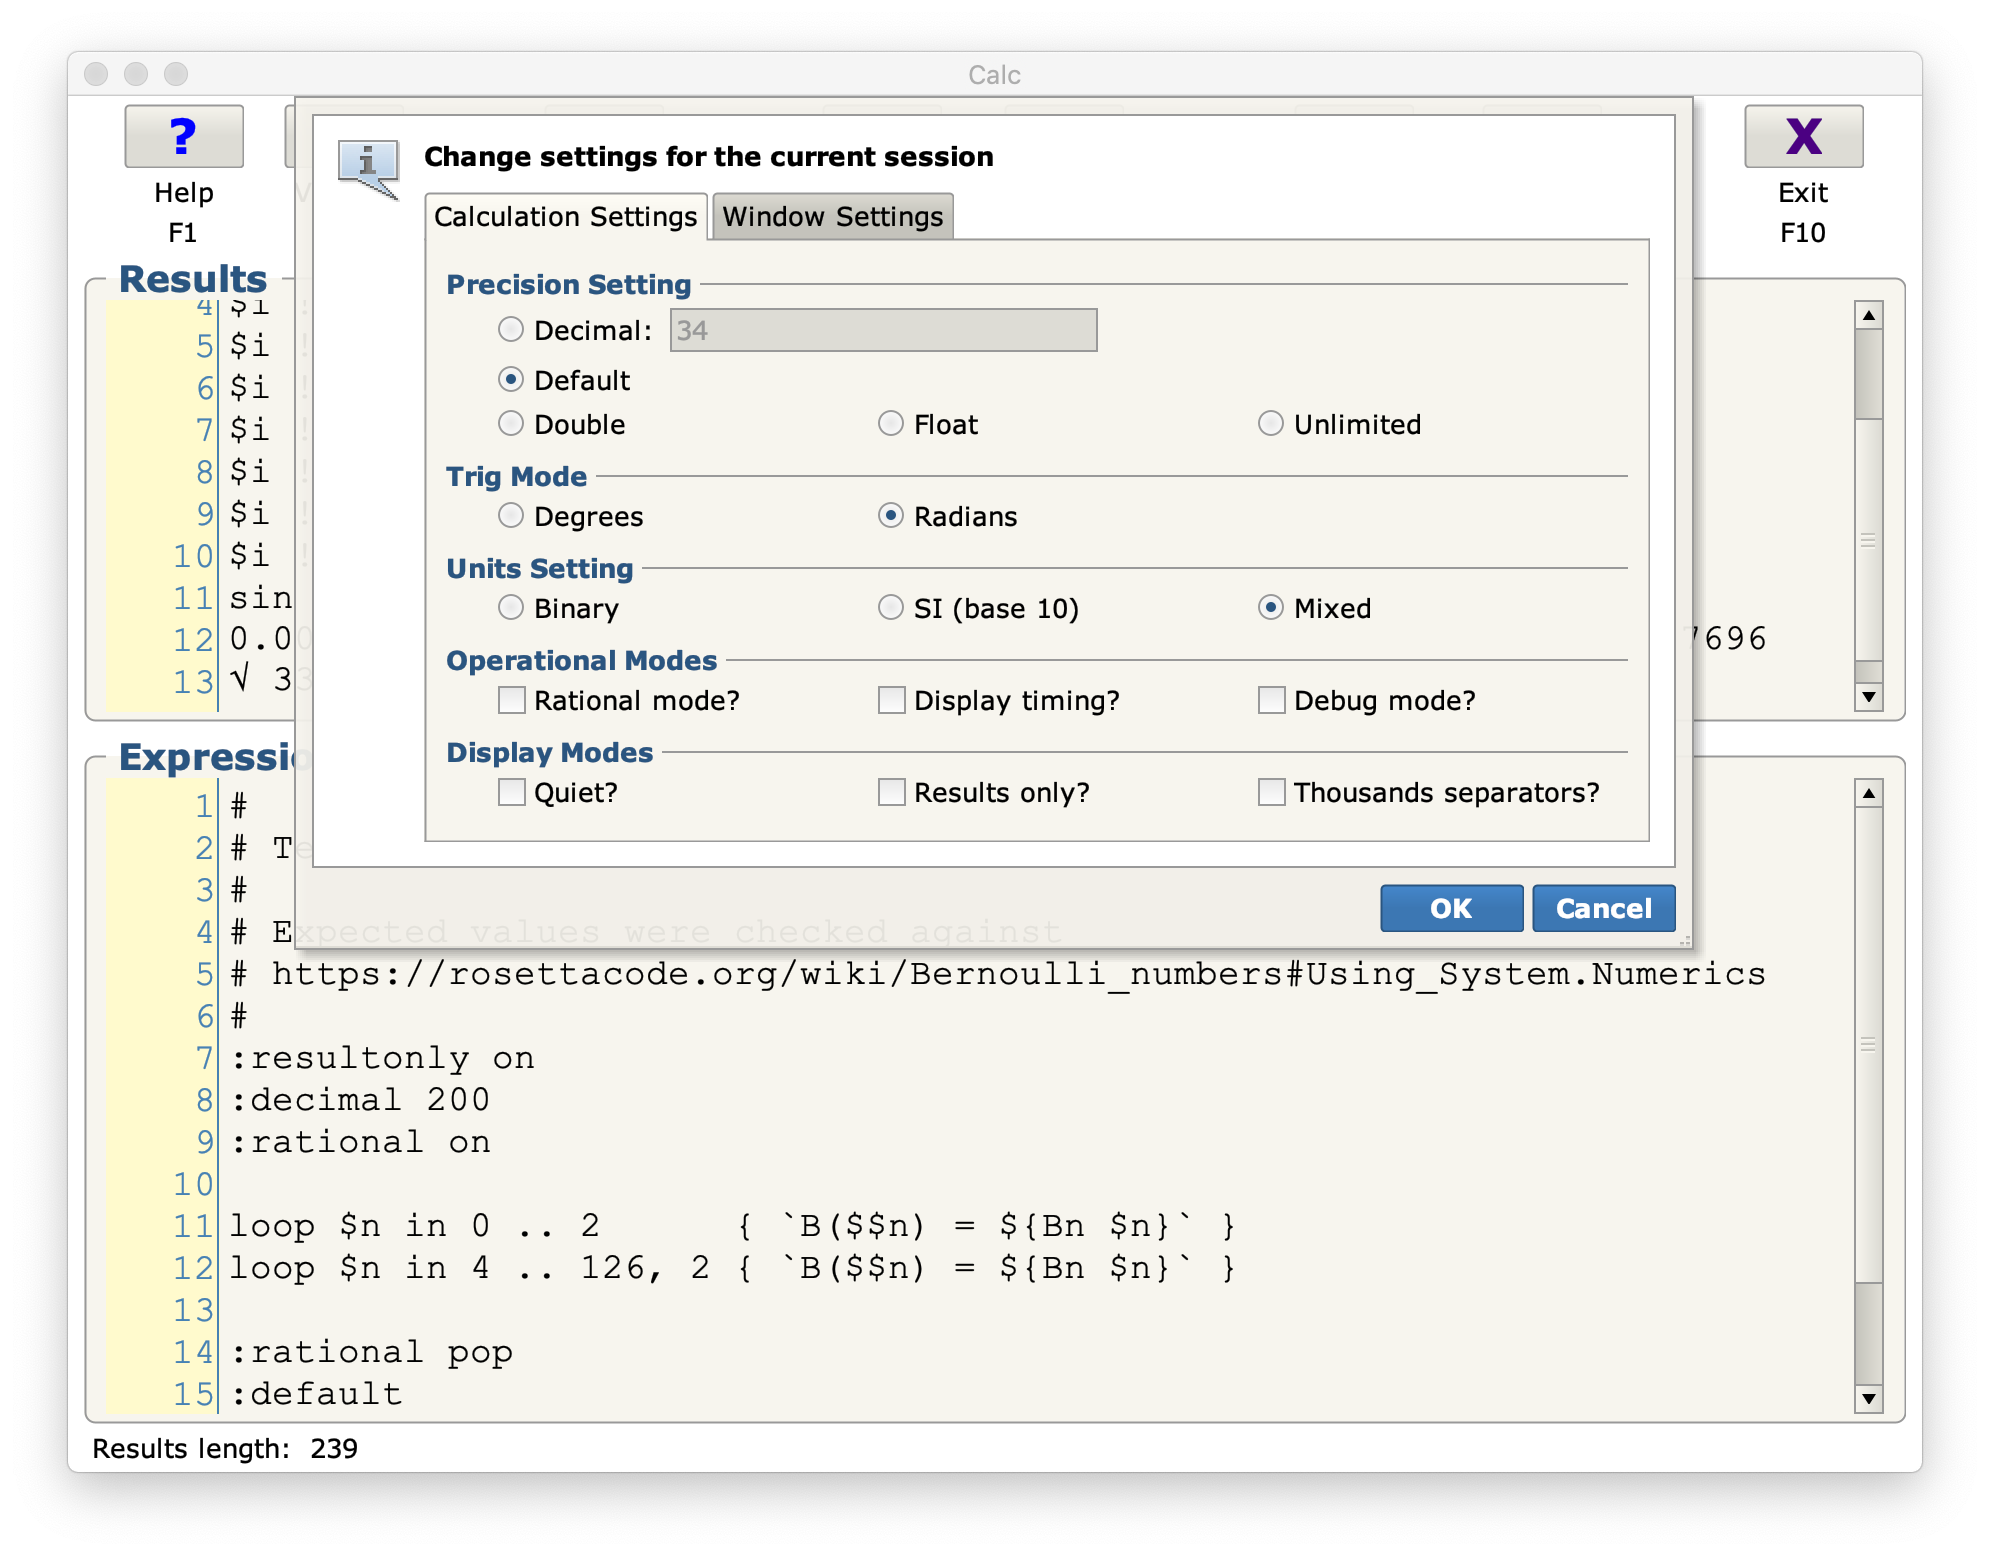 Calc
?
X
Help
F1
Exit
F10
Change settings for the current session
Calculation Settings
Window Settings
Precision Setting
Decimal: 34
Default
Double Float Unlimited
Trig Mode
Degrees Radians
Units Setting
Binary SI (base 10) Mixed
Operational Modes
Rational mode? Display timing? Debug mode?
Display Modes
Quiet? Results only? Thousands separators?
OK Cancel
Results
4 $i
5 $i !
6 $i !
7 $i !
8 $i !
9 $i !
10 $i !
11 sin
12 0.00 7696
13 √ 33
Expressio
1 #
2 # Te
3 #
4 # Expected values were checked against
5 # https://rosettacode.org/wiki/Bernoulli_numbers#Using_System.Numerics
6 #
7 :resultonly on
8 :decimal 200
9 :rational on
10
11 loop $n in 0 .. 2 { `B($$n) = ${Bn $n}` }
12 loop $n in 4 .. 126, 2 { `B($$n) = ${Bn $n}` }
13
14 :rational pop
15 :default
Results length: 239